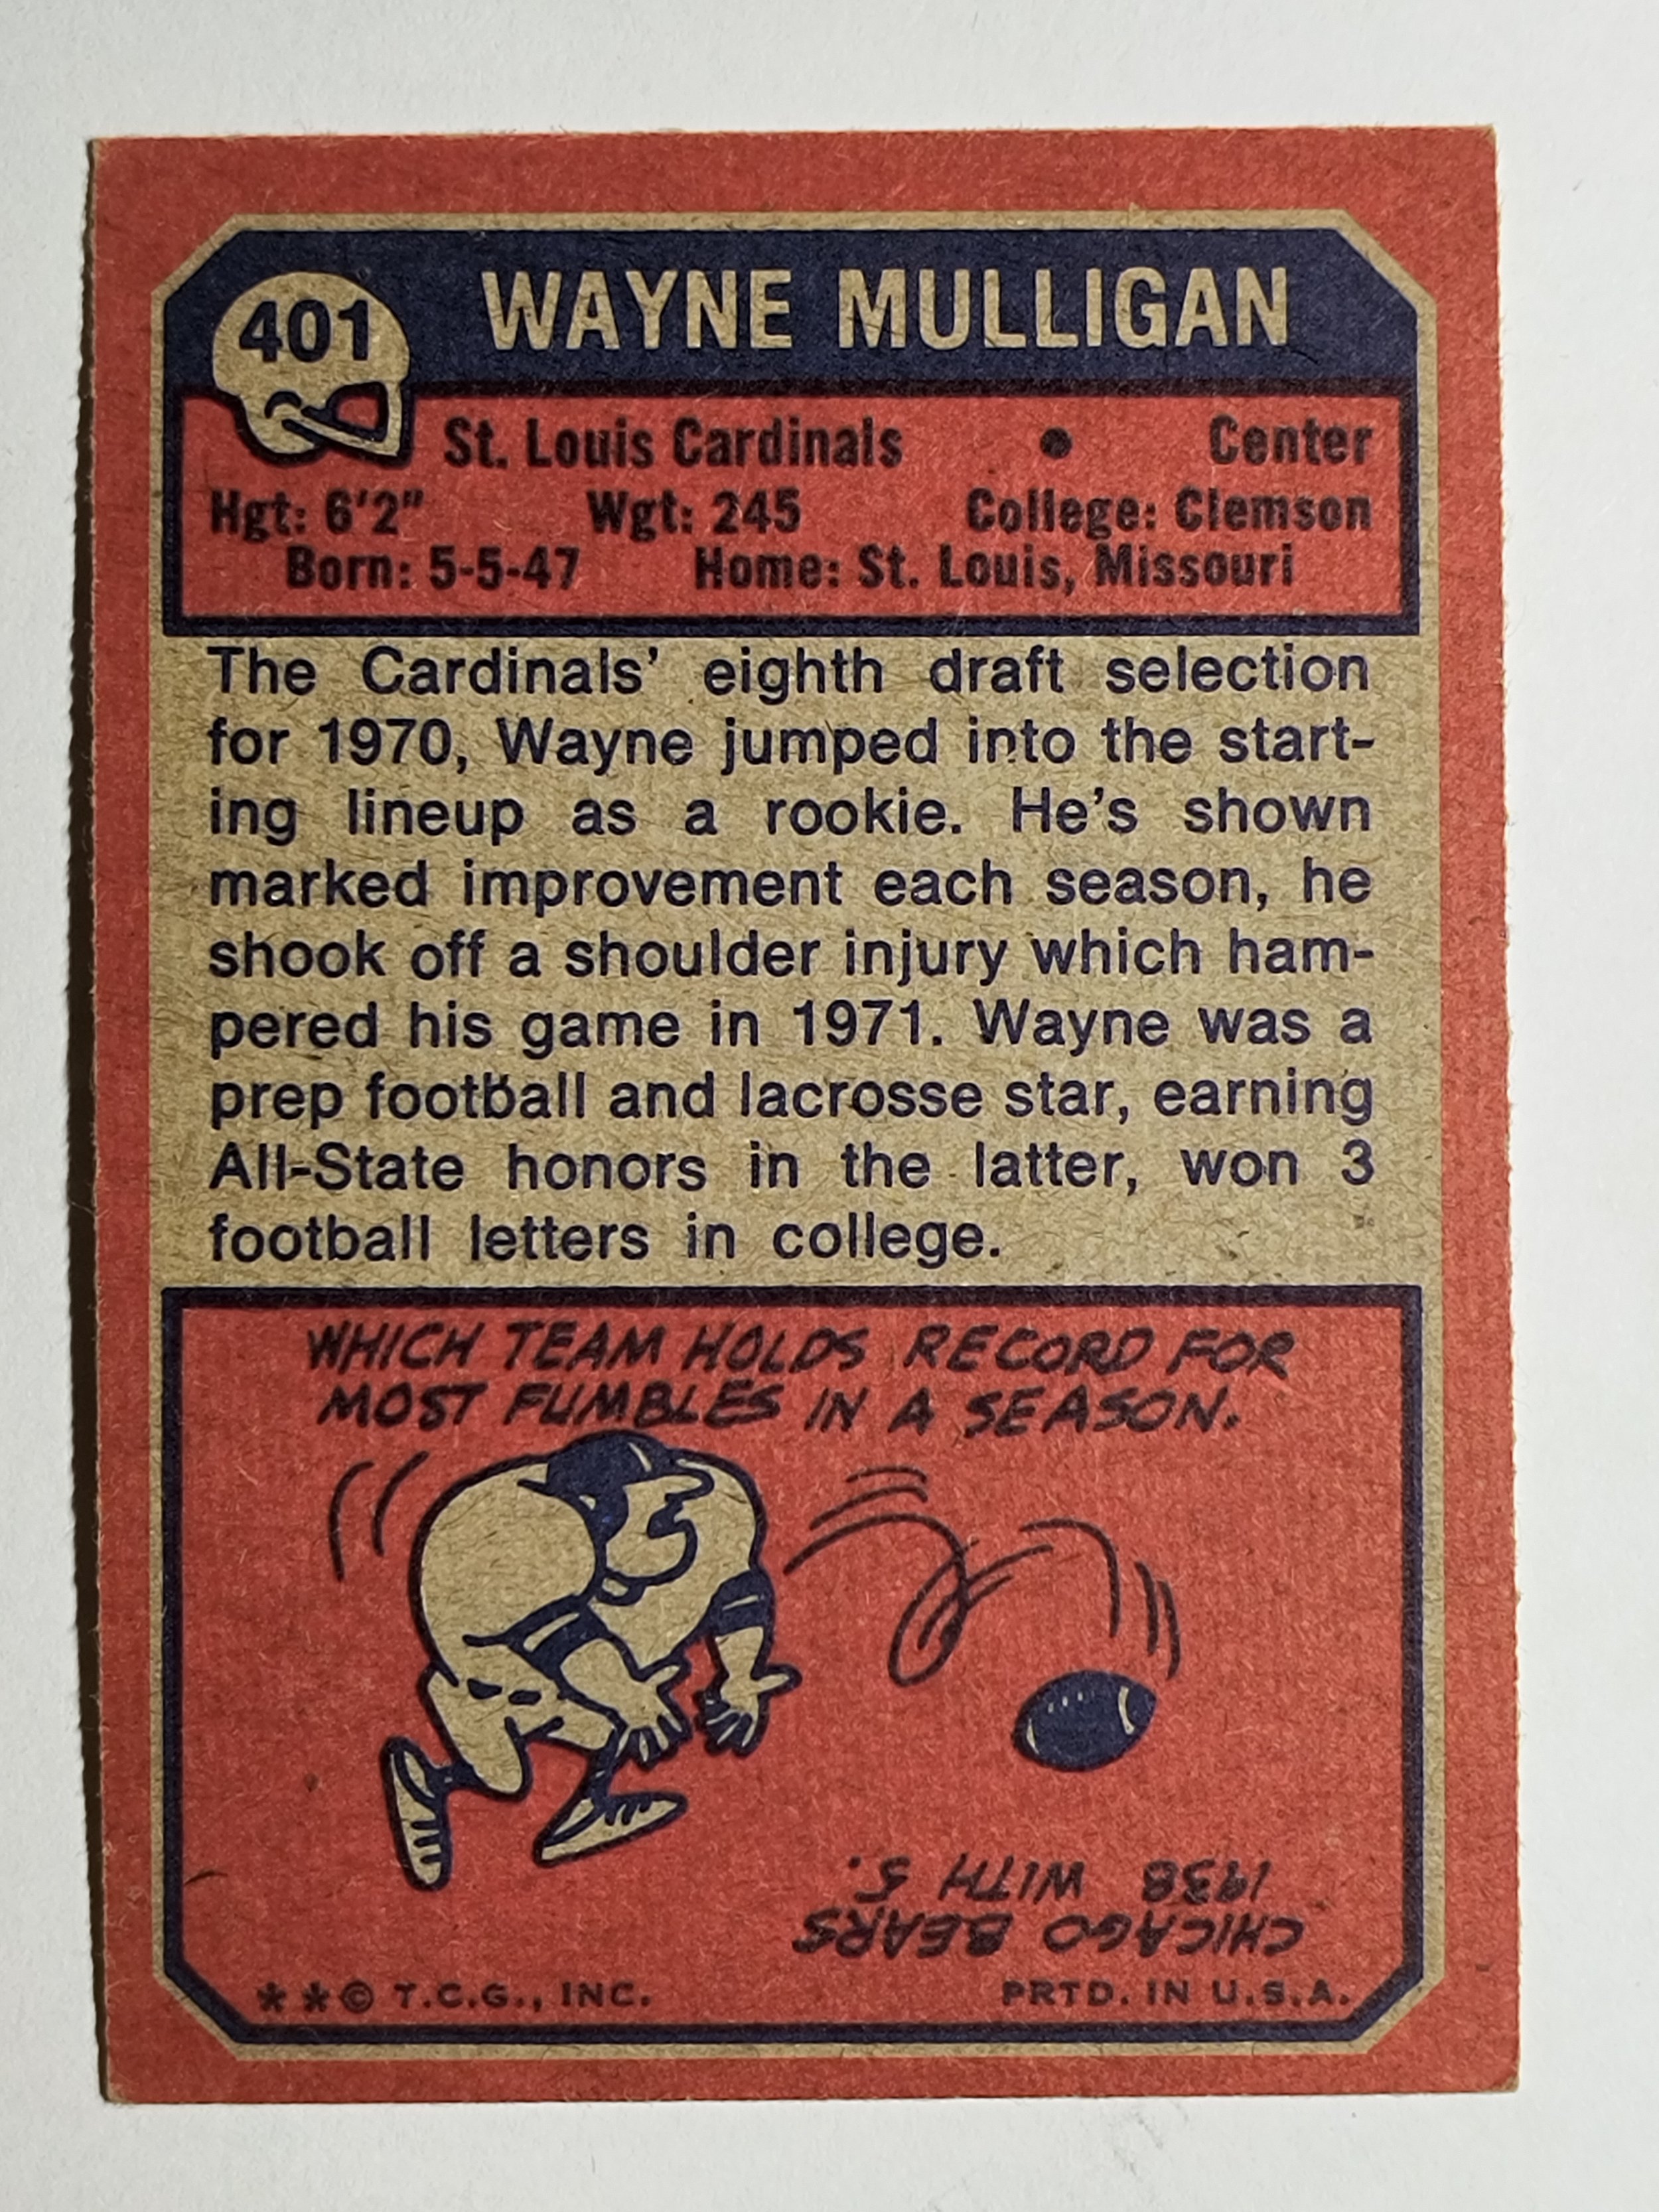 401
WAYNE MULLIGAN
St. Louis Cardinals • Center
Hgt: 6'2" Wgt: 245 College: Clemson
Born: 5-5-47 Home: St. Louis, Missouri
The Cardinals’ eighth draft selection
for 1970, Wayne jumped into the start-
ing lineup as a rookie. He’s shown
marked improvement each season, he
shook off a shoulder injury which ham-
pered his game in 1971. Wayne was a
prep football and lacrosse star, earning
All-State honors in the latter, won 3
football letters in college.
WHICH TEAM HOLDS RECORD FOR
MOST FUMBLES IN A SEASON.
CHICAGO BEARS
1938 WITH 5.
**© T.C.G., INC. PRTD. IN U.S.A.